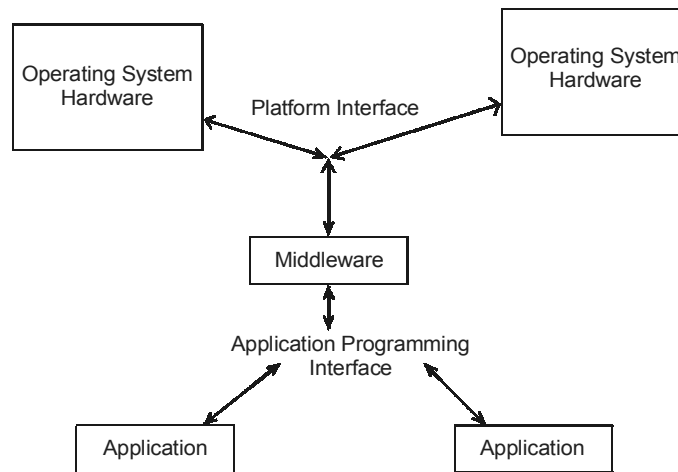 Operating System
Hardware
Operating System
Hardware
Platform Interface
Middleware
Application Programming
Interface
Application
Application